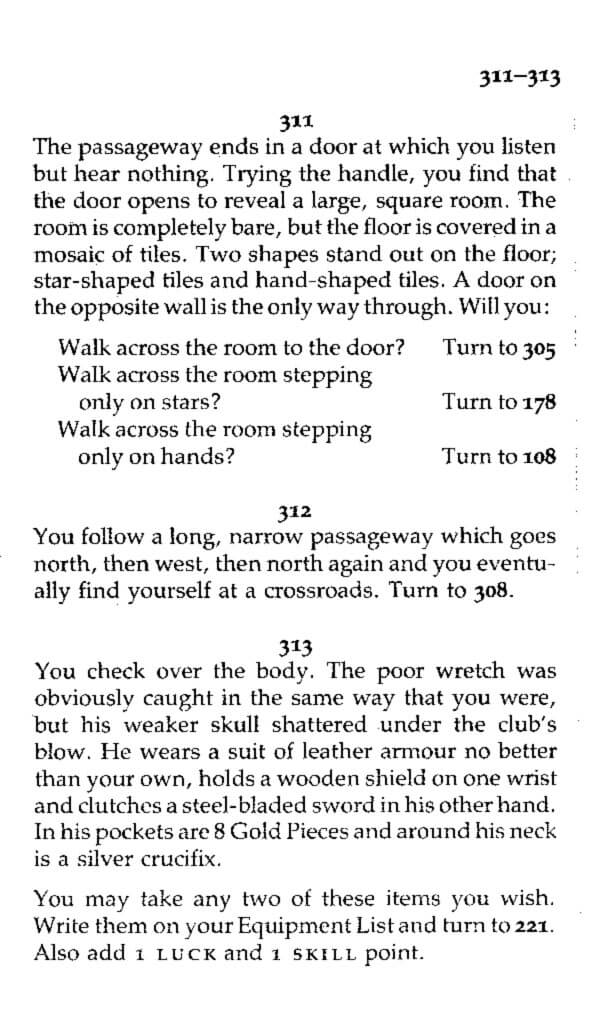 311–313
311
The passageway ends in a door at which you listen
but hear nothing. Trying the handle, you find that
the door opens to reveal a large, square room. The
room is completely bare, but the floor is covered in a
mosaic of tiles. Two shapes stand out on the floor;
star-shaped tiles and hand-shaped tiles. A door on
the opposite wall is the only way through. Will you:
Walk across the room to the door? Turn to 305
Walk across the room stepping
only on stars? Turn to 178
Walk across the room stepping
only on hands? Turn to 108
312
You follow a long, narrow passageway which goes
north, then west, then north again and you eventu-
ally find yourself at a crossroads. Turn to 308.
313
You check over the body. The poor wretch was
obviously caught in the same way that you were,
but his weaker skull shattered under the club's
blow. He wears a suit of leather armour no better
than your own, holds a wooden shield on one wrist
and clutches a steel-bladed sword in his other hand.
In his pockets are 8 Gold Pieces and around his neck
is a silver crucifix.
You may take any two of these items you wish.
Write them on your Equipment List and turn to 221.
Also add 1 LUCK and 1 SKILL point.